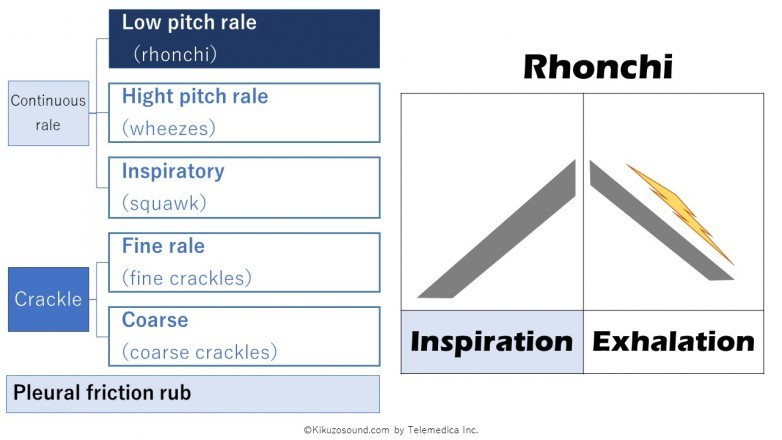 Low pitch rale
(rhonchi)
Continuous
rale
Hight pitch rale
(wheezes)
Inspiratory
(squawk)
Crackle
Fine rale
(fine crackles)
Coarse
(coarse crackles)
Pleural friction rub
Rhonchi
Inspiration
Exhalation
©Kikuzosound.com by Telemedica Inc.